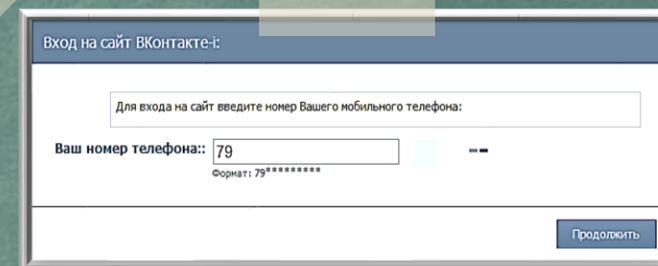 Вход на сайт ВКонтакте-i:
Для входа на сайт введите номер Вашего мобильного телефона:
Ваш номер телефона:: 79
Формат: 79*********
Продолжить